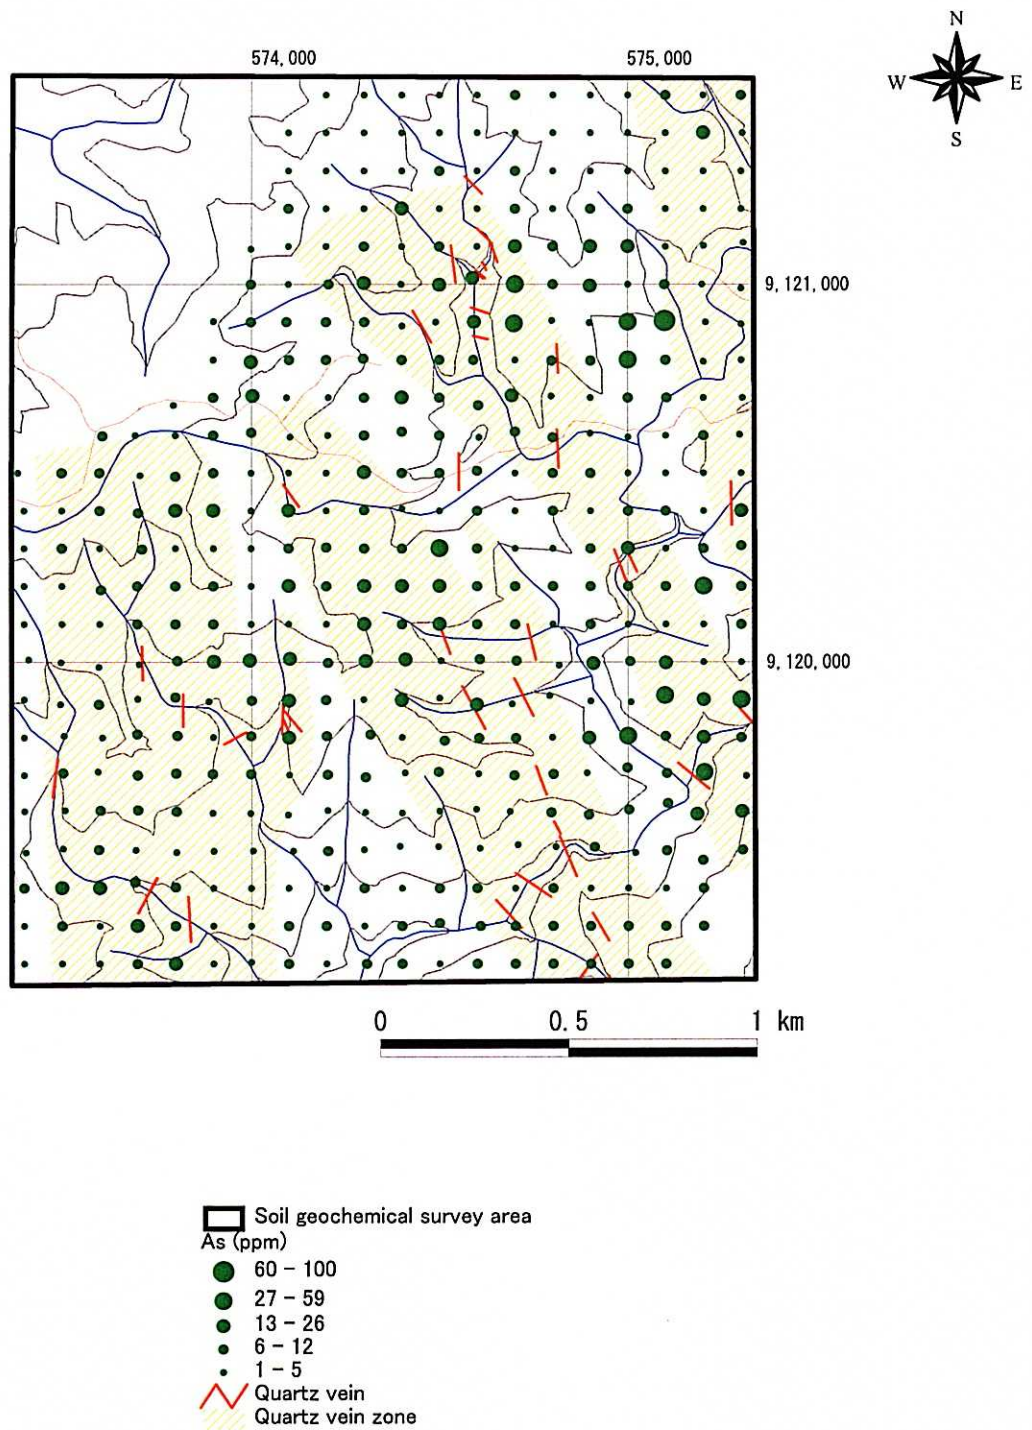 N
574,000 575,000
W E
S
9,121,000
9,120,000
0 0.5 1 km
Soil geochemical survey area
As (ppm)
60 - 100
27 - 59
13 - 26
6 - 12
1 - 5
Quartz vein
Quartz vein zone